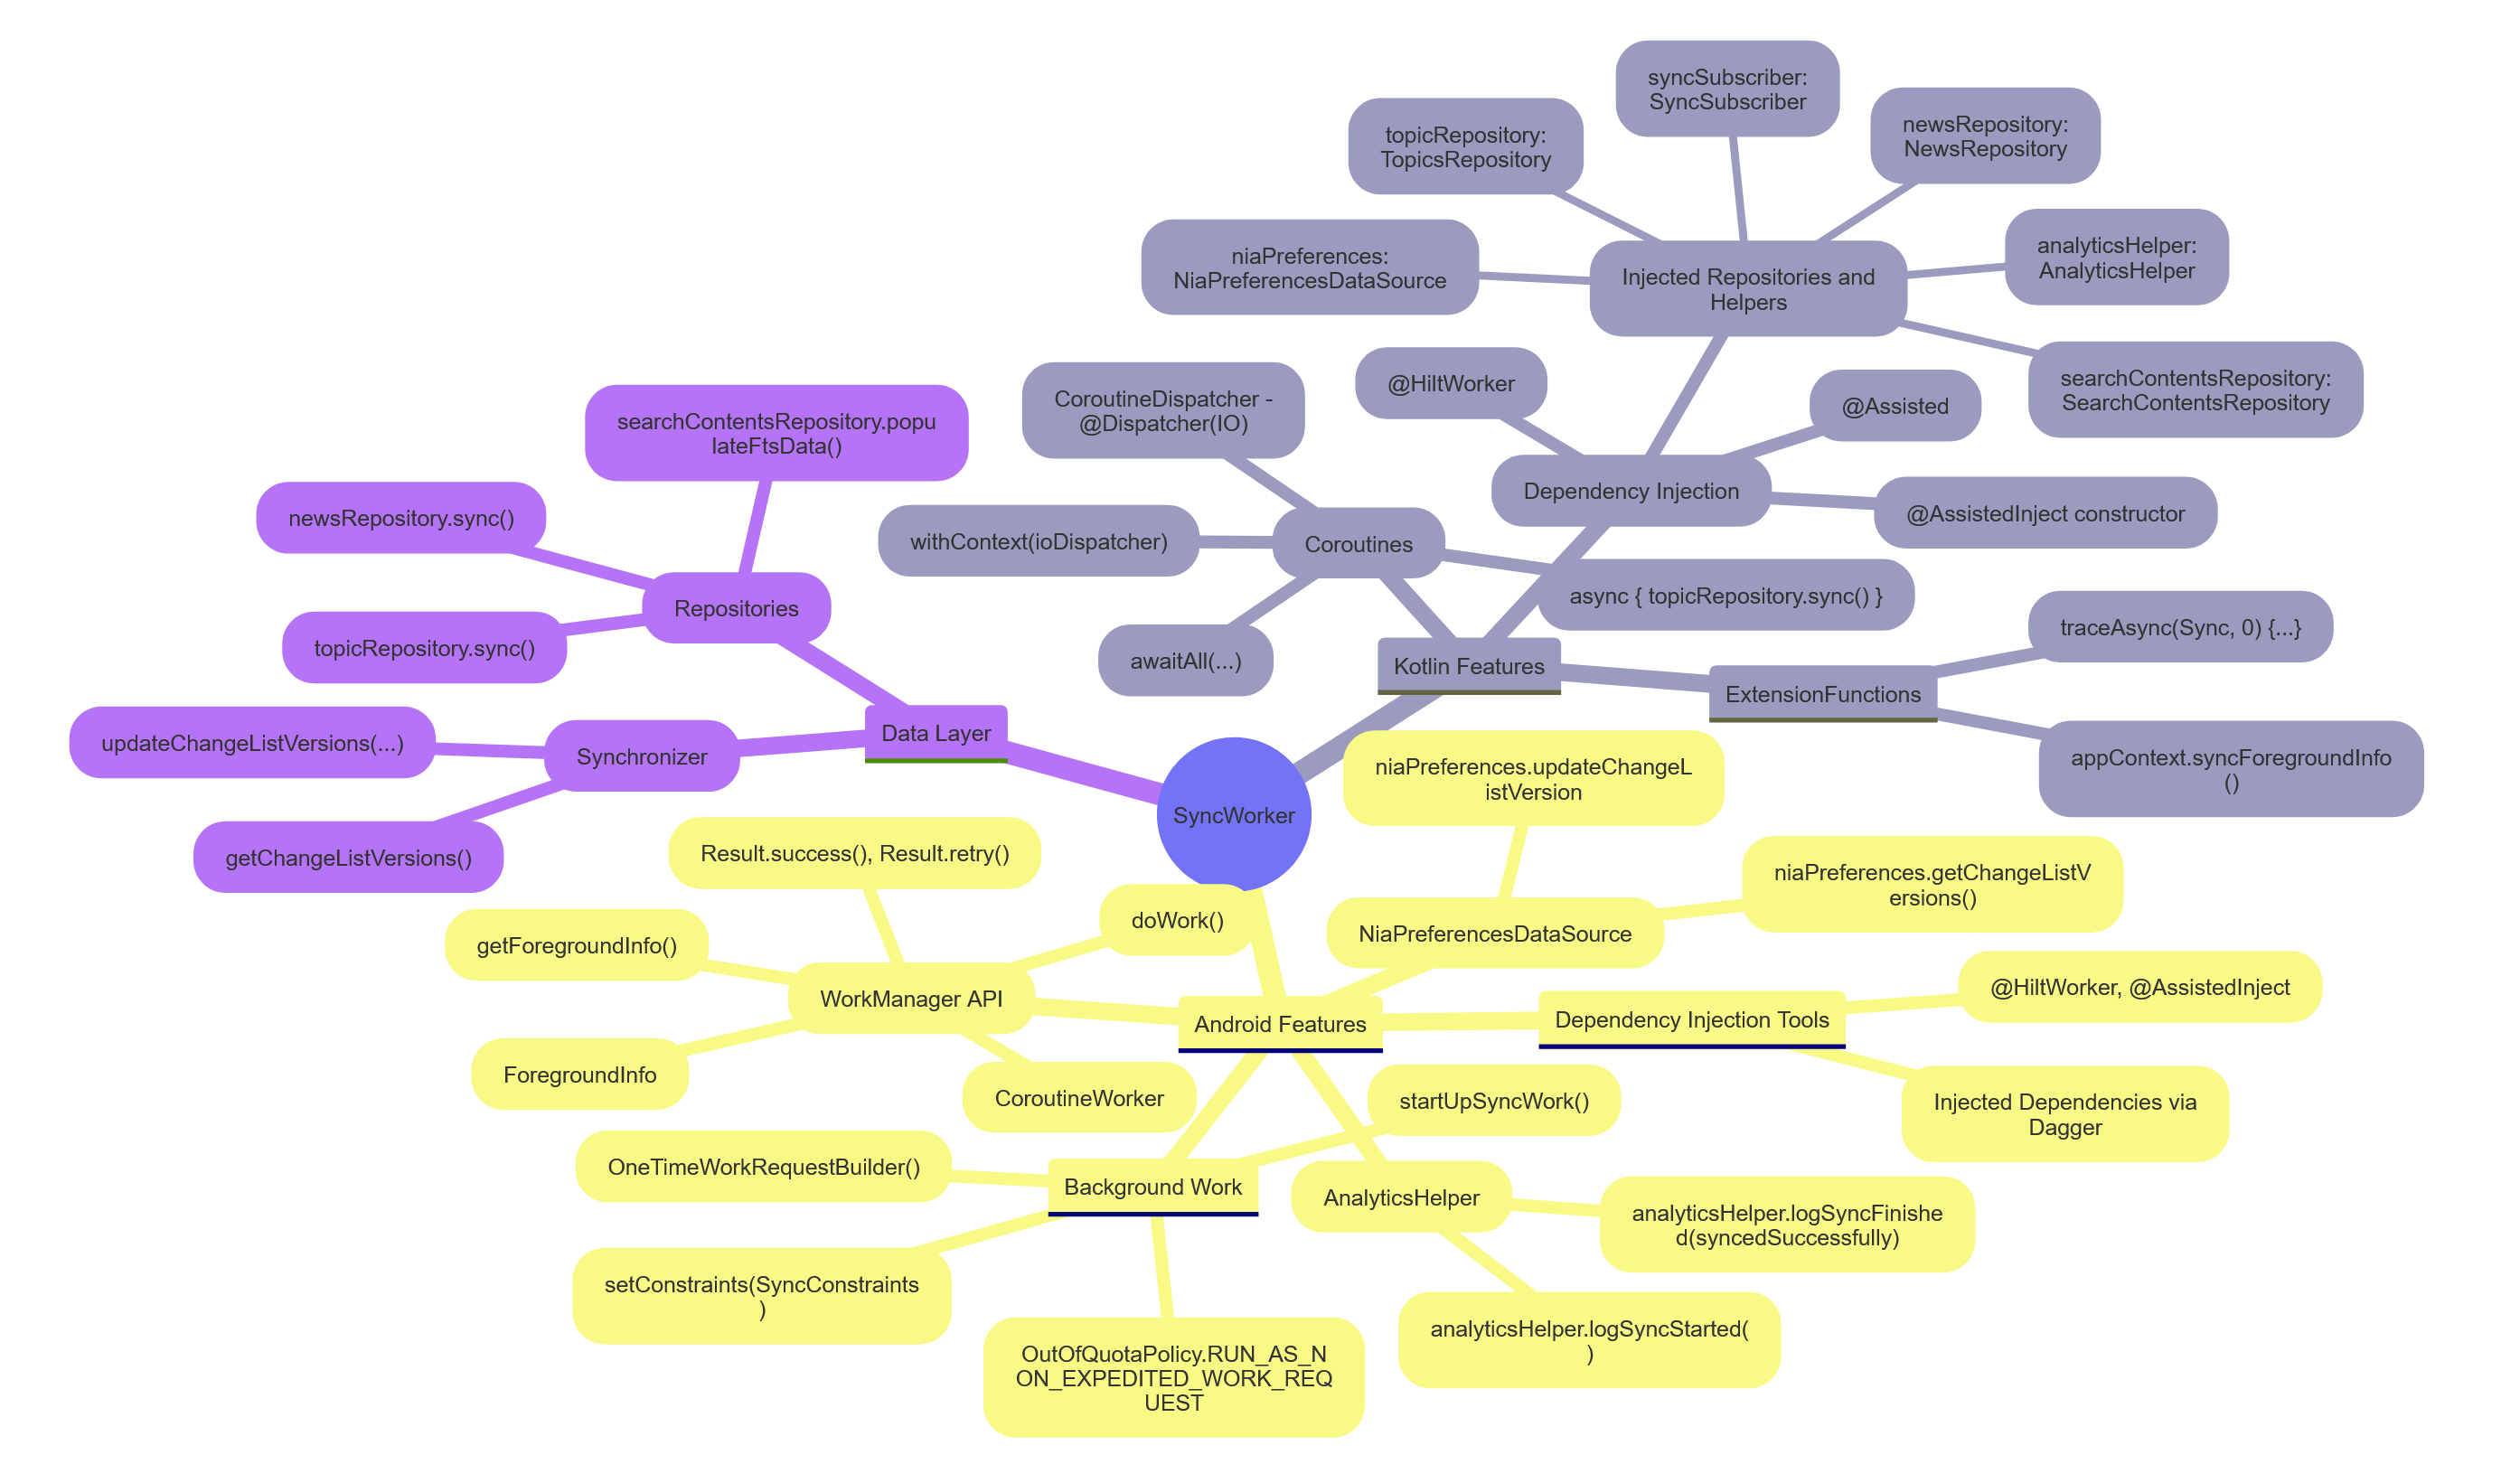 syncSubscriber:
SyncSubscriber
topicRepository:
TopicsRepository
newsRepository:
NewsRepository
niaPreferences:
NiaPreferencesDataSource
Injected Repositories and
Helpers
analyticsHelper:
AnalyticsHelper
searchContentsRepository:
SearchContentsRepository
@HiltWorker
@Assisted
CoroutineDispatcher -
@Dispatcher(IO)
Dependency Injection
@AssistedInject constructor
searchContentsRepository.popu
lateFtsData()
newsRepository.sync()
withContext(ioDispatcher)
Coroutines
async { topicRepository.sync() }
Repositories
topicRepository.sync()
awaitAll(...)
Kotlin Features
traceAsync(Sync, 0) {...}
ExtensionFunctions
appContext.syncForegroundInfo
()
updateChangeListVersions(...)
Synchronizer
Data Layer
getChangeListVersions()
SyncWorker
niaPreferences.updateChangeL
istVersion
Result.success(), Result.retry()
niaPreferences.getChangeListV
ersions()
getForegroundInfo()
doWork()
NiaPreferencesDataSource
WorkManager API
Android Features
Dependency Injection Tools
@HiltWorker, @AssistedInject
ForegroundInfo
CoroutineWorker
startUpSyncWork()
Injected Dependencies via
Dagger
OneTimeWorkRequestBuilder()
Background Work
AnalyticsHelper
analyticsHelper.logSyncFinishe
d(syncedSuccessfully)
setConstraints(SyncConstraints
)
analyticsHelper.logSyncStarted(
)
OutOfQuotaPolicy.RUN_AS_N
ON_EXPEDITED_WORK_REQ
UEST